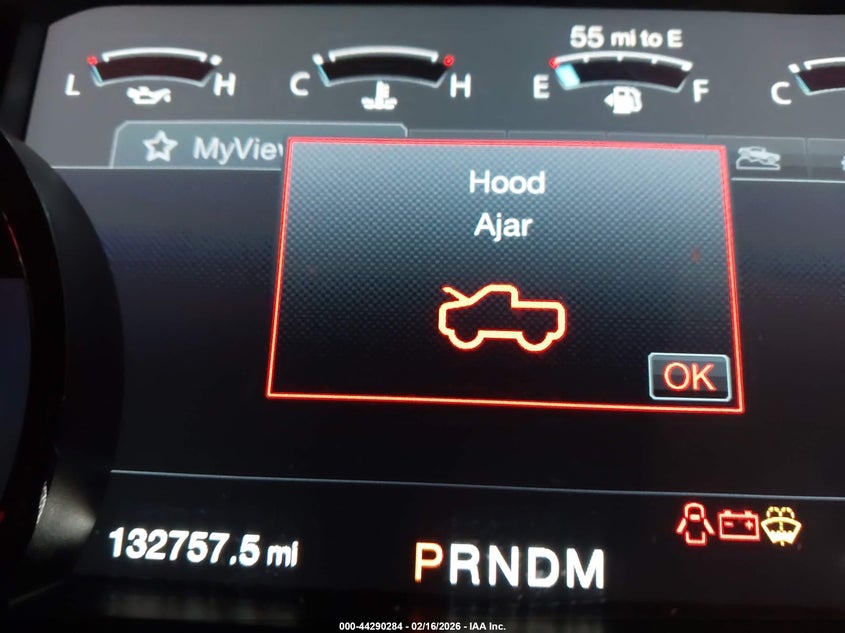 55 mi to E
L H C H E F C
MyView
Hood
Ajar
OK
132757.5 mi
PRNDM
000-44290284 - 02/16/2026 - IAA Inc.